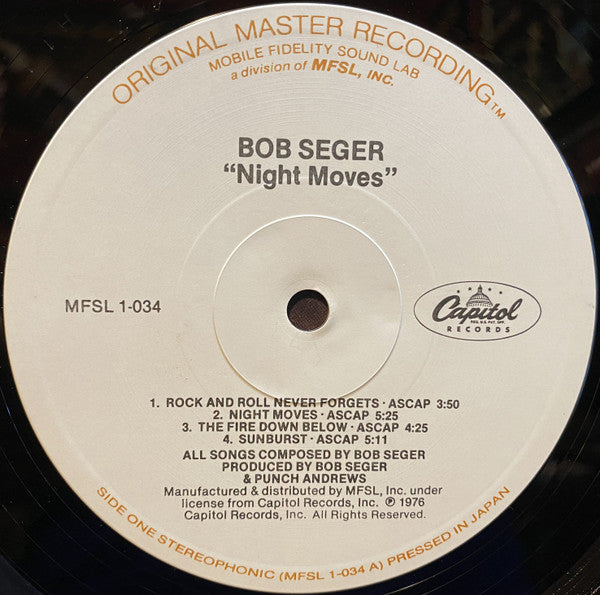 ORIGINAL MASTER RECORDING™
MOBILE FIDELITY SOUND LAB
a division of MFSL, INC.
BOB SEGER
“Night Moves”
MFSL 1-034
Capitol
REG. U.S. PAT. OFF.
RECORDS
1. ROCK AND ROLL NEVER FORGETS · ASCAP 3:50
2. NIGHT MOVES · ASCAP 5:25
3. THE FIRE DOWN BELOW · ASCAP 4:25
4. SUNBURST · ASCAP 5:11
ALL SONGS COMPOSED BY BOB SEGER
PRODUCED BY BOB SEGER
& PUNCH ANDREWS
Manufactured & distributed by MFSL, Inc. under
license from Capitol Records, Inc. ℗ 1976
Capitol Records, Inc. All Rights Reserved.
SIDE ONE STEREOPHONIC (MFSL 1-034 A) PRESSED IN JAPAN